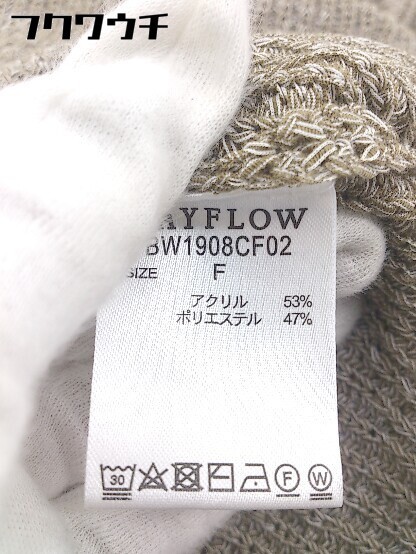 フクワウチ
AYFLOW
BW1908CF02
SIZE F
アクリル 53%
ポリエステル 47%
30 F W